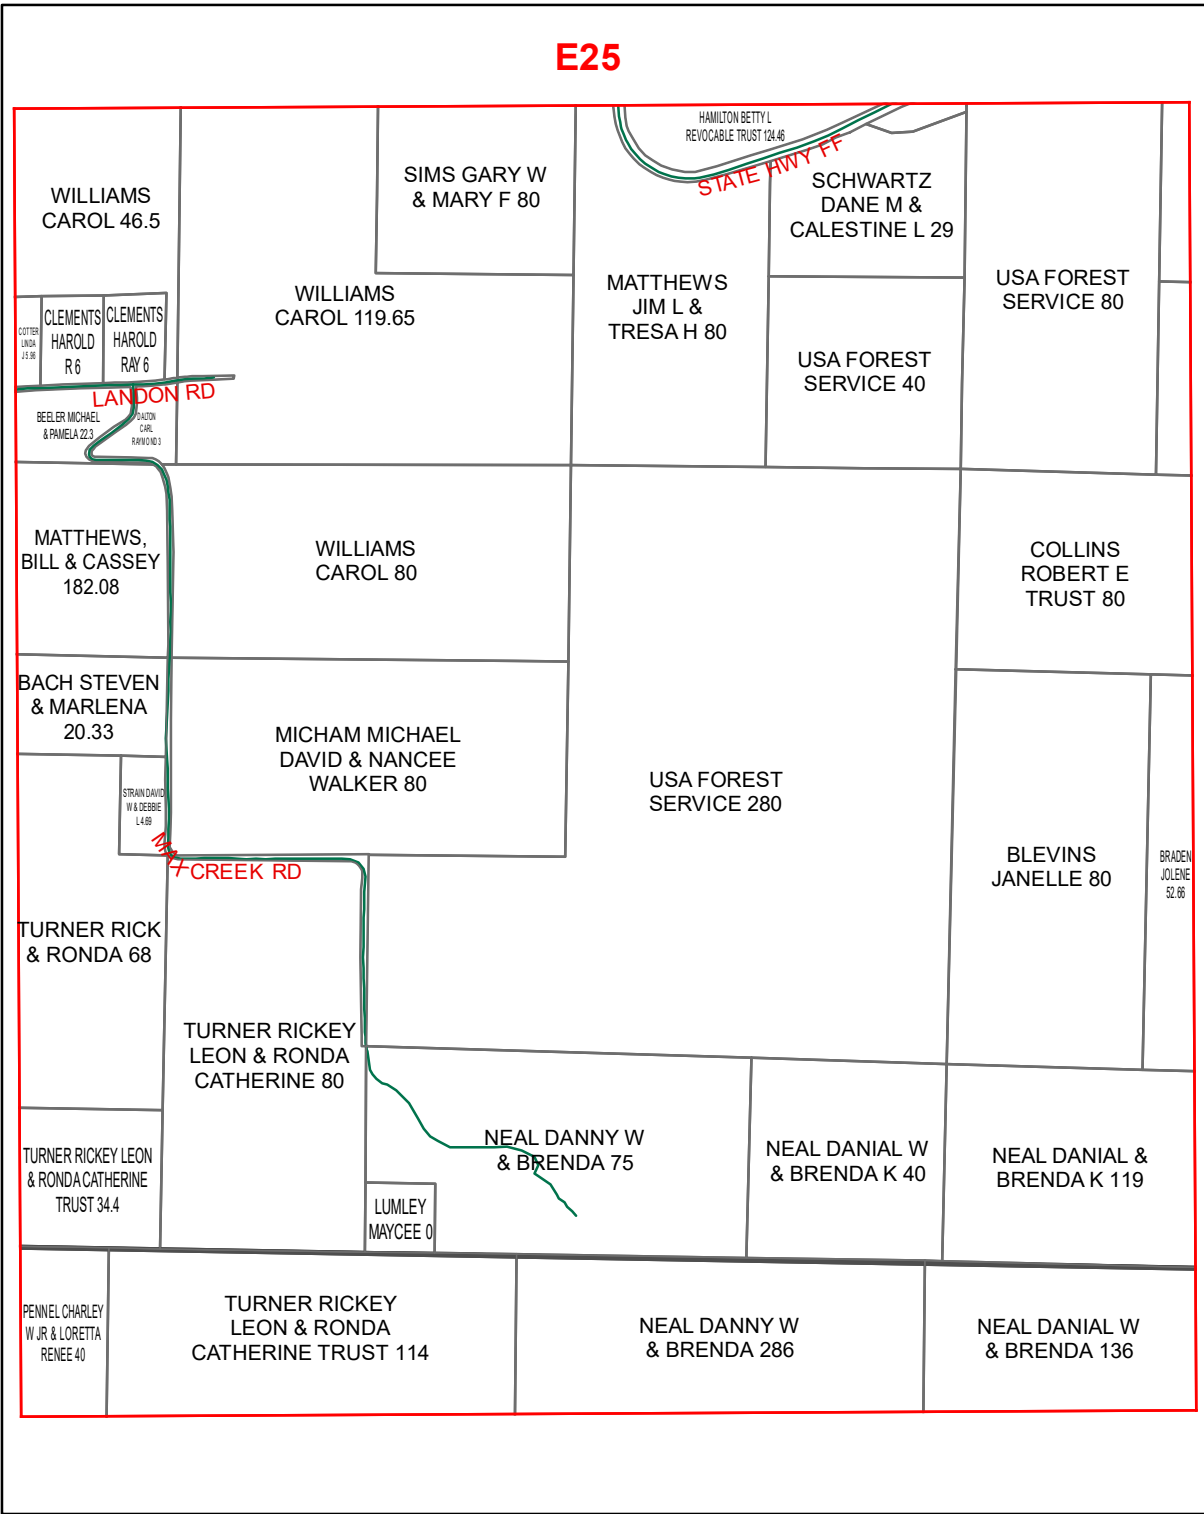 E25
HAMILTON BETTY L
REVOCABLE TRUST 124.46
STATE HWY FF
WILLIAMS
CAROL 46.5
SIMS GARY W
& MARY F 80
SCHWARTZ
DANE M &
CALESTINE L 29
WILLIAMS
CAROL 119.65
MATTHEWS
JIM L &
TRESA H 80
USA FOREST
SERVICE 80
COTTER
LINDA
J 5.96
CLEMENTS
HAROLD
R 6
CLEMENTS
HAROLD
RAY 6
USA FOREST
SERVICE 40
LANDON RD
BEELER MICHAEL
& PAMELA 22.3
DALTON
CARL
RAYMOND 3
MATTHEWS,
BILL & CASSEY
182.08
WILLIAMS
CAROL 80
COLLINS
ROBERT E
TRUST 80
BACH STEVEN
& MARLENA
20.33
MICHAM MICHAEL
DAVID & NANCEE
WALKER 80
USA FOREST
SERVICE 280
STRAIN DAVID
W & DEBBIE
L 4.69
MAY CREEK RD
BLEVINS
JANELLE 80
BRADEN
JOLENE
52.66
TURNER RICK
& RONDA 68
TURNER RICKEY
LEON & RONDA
CATHERINE 80
NEAL DANNY W
& BRENDA 75
NEAL DANIAL W
& BRENDA K 40
NEAL DANIAL &
BRENDA K 119
TURNER RICKEY LEON
& RONDA CATHERINE
TRUST 34.4
LUMLEY
MAYCEE 0
PENNEL CHARLEY
W JR & LORETTA
RENEE 40
TURNER RICKEY
LEON & RONDA
CATHERINE TRUST 114
NEAL DANNY W
& BRENDA 286
NEAL DANIAL W
& BRENDA 136